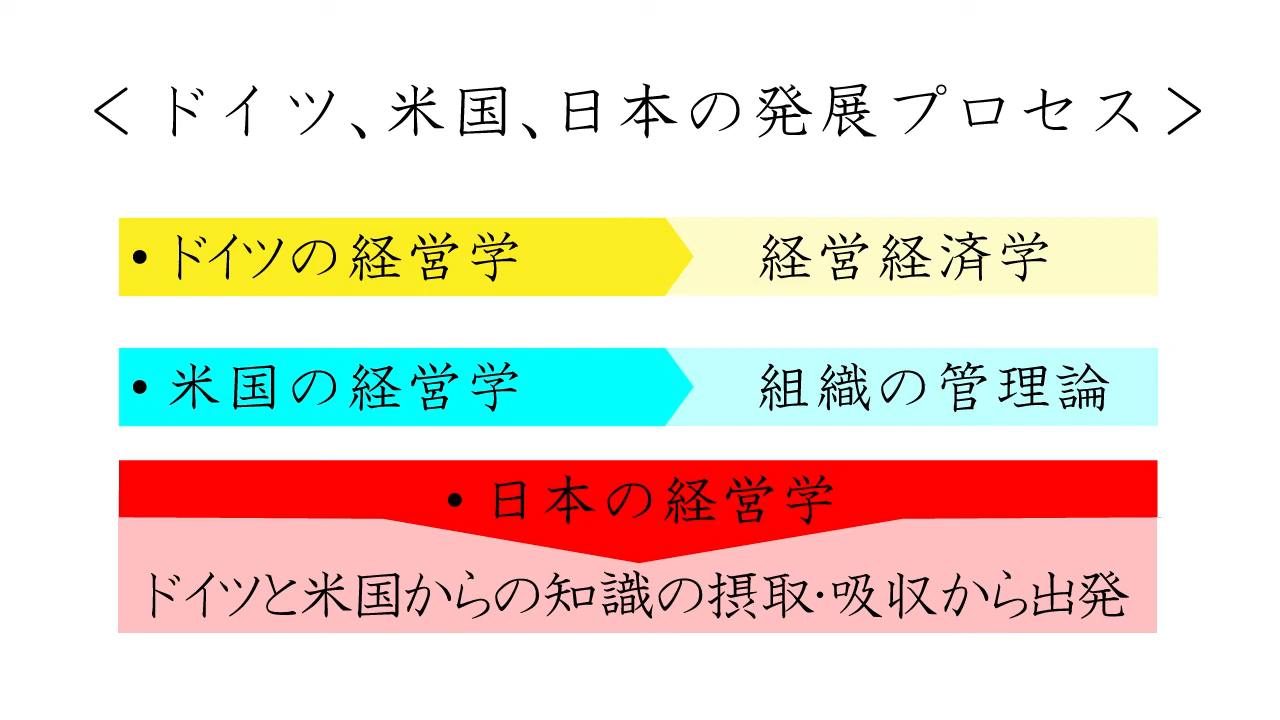 ＜ドイツ、米国、日本の発展プロセス＞
・ドイツの経営学　経営経済学
・米国の経営学　組織の管理論
・日本の経営学
ドイツと米国からの知識の摂取・吸収から出発